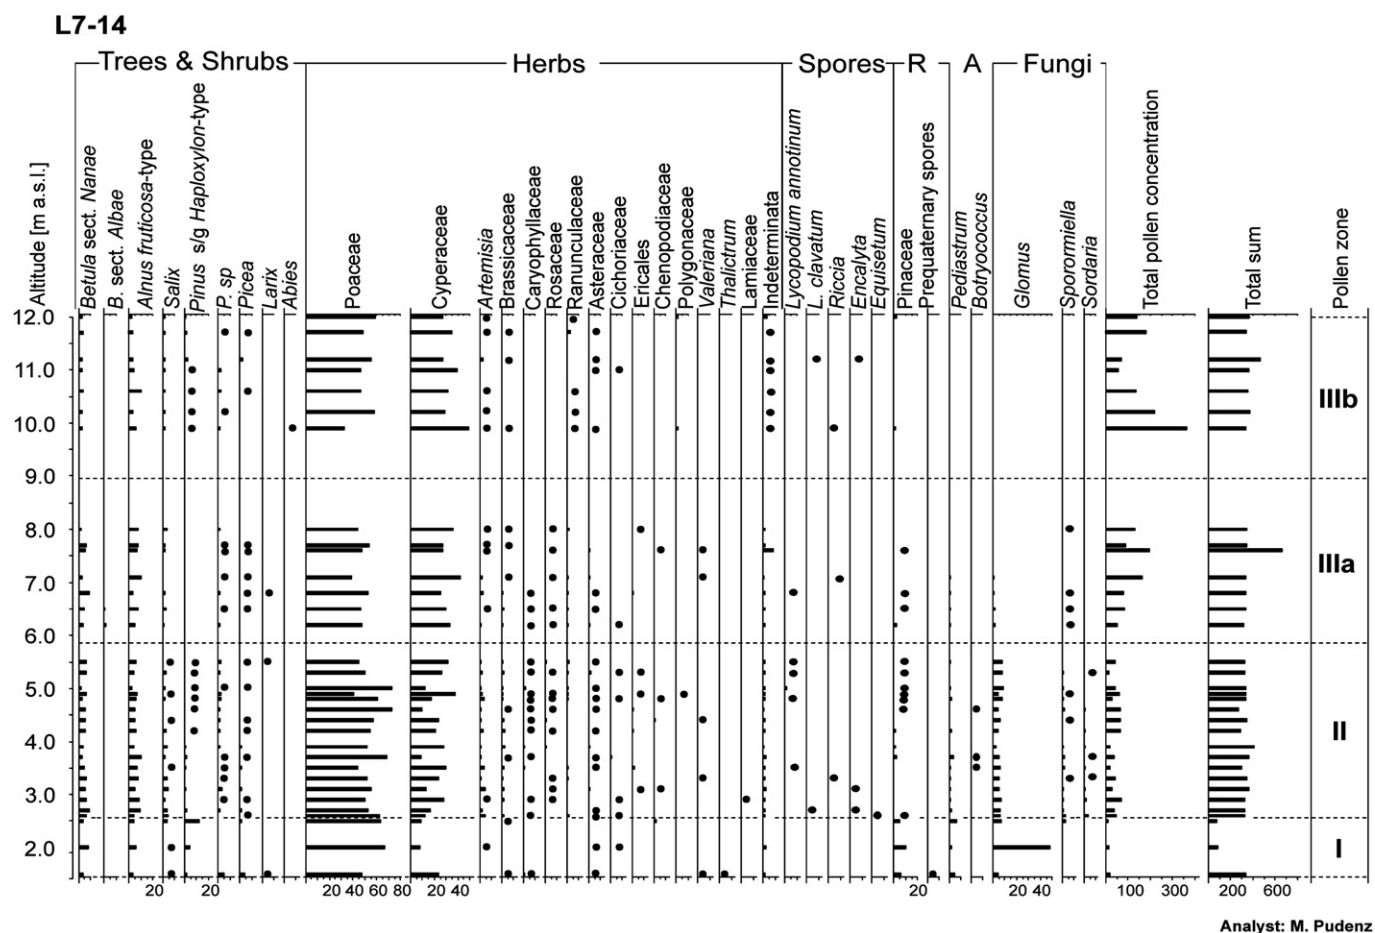 L7-14
Trees & Shrubs
Herbs
Spores
R
A
Fungi
Altitude [m a.s.l.]
Betula sect. Nanae
B. sect. Albae
Alnus fruticosa-type
Salix
Pinus s/g Haploxylon-type
P. sp
Picea
Larix
Abies
Poaceae
Cyperaceae
Artemisia
Brassicaceae
Caryophyllaceae
Rosaceae
Ranunculaceae
Asteraceae
Cichoriaceae
Ericales
Chenopodiaceae
Polygonaceae
Valeriana
Thalictrum
Lamiaceae
Indeterminata
Lycopodium annotinum
L. clavatum
Riccia
Encalyta
Equisetum
Pinaceae
Prequaternary spores
Pediastrum
Botryococcus
Glomus
Sporormiella
Sordaria
Total pollen concentration
Total sum
Pollen zone
12.0
11.0
10.0
9.0
8.0
7.0
6.0
5.0
4.0
3.0
2.0
IIIb
IIIa
II
I
20 20 20 40 60 80 20 40 20 20 40 100 300 200 600
Analyst: M. Pudenz